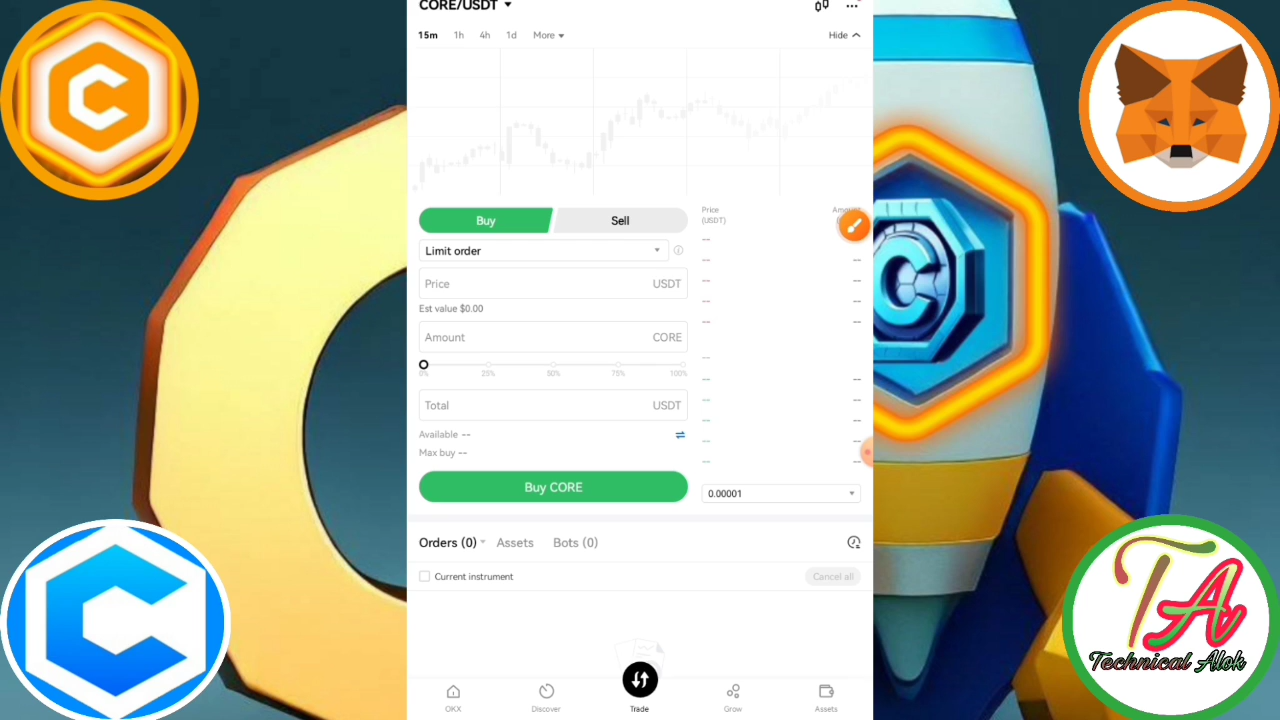 CORE/USDT
15m 1h 4h 1d More Hide
Buy Sell
Price
(USDT)
Limit order
Price USDT
Est value $0.00
Amount CORE
0% 25% 50% 75% 100%
Total USDT
Available --
Max buy --
Buy CORE
0.00001
Orders (0) Assets Bots (0)
Current instrument Cancel all
OKX Discover Trade Grow Assets
TA
Technical Alok